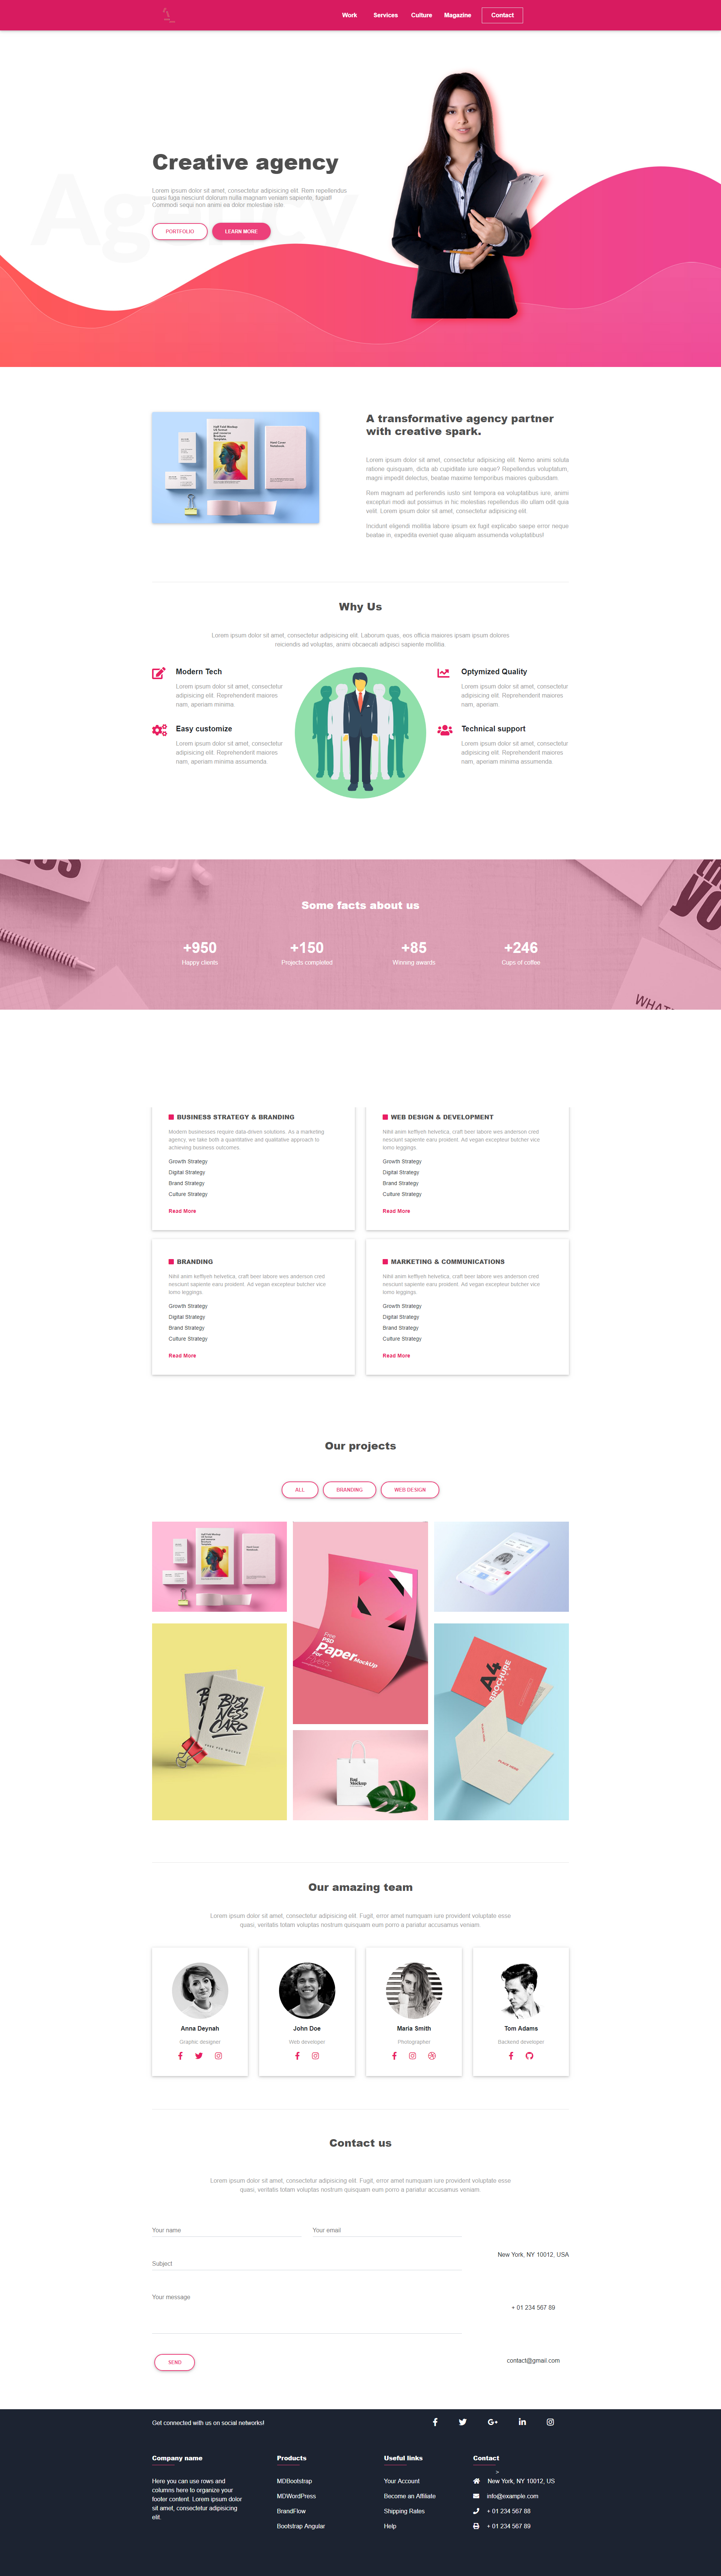 Work Services Culture Magazine Contact
Agency
Creative agency
Lorem ipsum dolor sit amet, consectetur adipisicing elit. Rem repellendus
quasi fuga nesciunt dolorum nulla magnam veniam sapiente, fugiat!
Commodi sequi non animi ea dolor molestiae iste.
PORTFOLIO LEARN MORE
A transformative agency partner
with creative spark.
Lorem ipsum dolor sit amet, consectetur adipisicing elit. Nemo animi soluta
ratione quisquam, dicta ab cupiditate iure eaque? Repellendus voluptatum,
magni impedit delectus, beatae maxime temporibus maiores quibusdam.
Rem magnam ad perferendis iusto sint tempora ea voluptatibus iure, animi
excepturi modi aut possimus in hic molestias repellendus illo ullam odit quia
velit. Lorem ipsum dolor sit amet, consectetur adipisicing elit.
Incidunt eligendi mollitia labore ipsum ex fugit explicabo saepe error neque
beatae in, expedita eveniet quae aliquam assumenda voluptatibus!
Why Us
Lorem ipsum dolor sit amet, consectetur adipisicing elit. Laborum quas, eos officia maiores ipsam ipsum dolores
reiciendis ad voluptas, animi obcaecati adipisci sapiente mollitia.
Modern Tech
Lorem ipsum dolor sit amet, consectetur
adipisicing elit. Reprehenderit maiores
nam, aperiam minima
Easy customize
Lorem ipsum dolor sit amet, consectetur
adipisicing elit. Reprehenderit maiores
nam, aperiam minima assumenda.
Optymized Quality
Lorem ipsum dolor sit amet, consectetur
adipisicing elit. Reprehenderit maiores
nam, aperiam
Technical support
Lorem ipsum dolor sit amet, consectetur
adipisicing elit. Reprehenderit maiores
nam, aperiam minima assumenda.
Some facts about us
+950 +150 +85 +246
Happy clients Projects completed Winning awards Cups of coffee
BUSINESS STRATEGY & BRANDING
Modern businesses require data-driven solutions. As a marketing
agency, we take both a quantitative and qualitative approach to
achieving business outcomes.
Growth Strategy
Digital Strategy
Brand Strategy
Culture Strategy
Read More
WEB DESIGN & DEVELOPMENT
Nihil anim keffiyeh helvetica, craft beer labore wes anderson cred
nesciunt sapiente ea proident. Ad vegan excepteur butcher vice
lomo leggings.
Growth Strategy
Digital Strategy
Brand Strategy
Culture Strategy
Read More
BRANDING
Nihil anim keffiyeh helvetica, craft beer labore wes anderson cred
nesciunt sapiente ea proident. Ad vegan excepteur butcher vice
lomo leggings.
Growth Strategy
Digital Strategy
Brand Strategy
Culture Strategy
Read More
MARKETING & COMMUNICATIONS
Nihil anim keffiyeh helvetica, craft beer labore wes anderson cred
nesciunt sapiente ea proident. Ad vegan excepteur butcher vice
lomo leggings.
Growth Strategy
Digital Strategy
Brand Strategy
Culture Strategy
Read More
Our projects
ALL BRANDING WEB DESIGN
Free
PSD
Paper MockUp
For
Flyers
BUSI
NESS
CARD
Bag
Mockup
A4
BROCHURE
Our amazing team
Lorem ipsum dolor sit amet, consectetur adipisicing elit. Fugit, error amet numquam iure provident voluptate esse
quasi, veritatis totam voluptas nostrum quisquam eum porro a pariatur accusamus veniam.
Anna Deynah John Doe Maria Smith Tom Adams
Graphic designer Web developer Photographer Backend developer
Contact us
Lorem ipsum dolor sit amet, consectetur adipisicing elit. Fugit, error amet numquam iure provident voluptate esse
quasi, veritatis totam voluptas nostrum quisquam eum porro a pariatur accusamus veniam.
Your name Your email
Subject
Your message
SEND
New York, NY 10012, USA
+ 01 234 567 89
contact@gmail.com
Get connected with us on social networks!
Company name
Here you can use rows and
columns here to organize your
footer content. Lorem ipsum dolor
sit amet, consectetur adipisicing
elit.
Products
MDBootstrap
MDWordPress
BrandFlow
Bootstrap Angular
Useful links
Your Account
Become an Affiliate
Shipping Rates
Help
Contact
>
New York, NY 10012, US
info@example.com
+ 01 234 567 88
+ 01 234 567 89